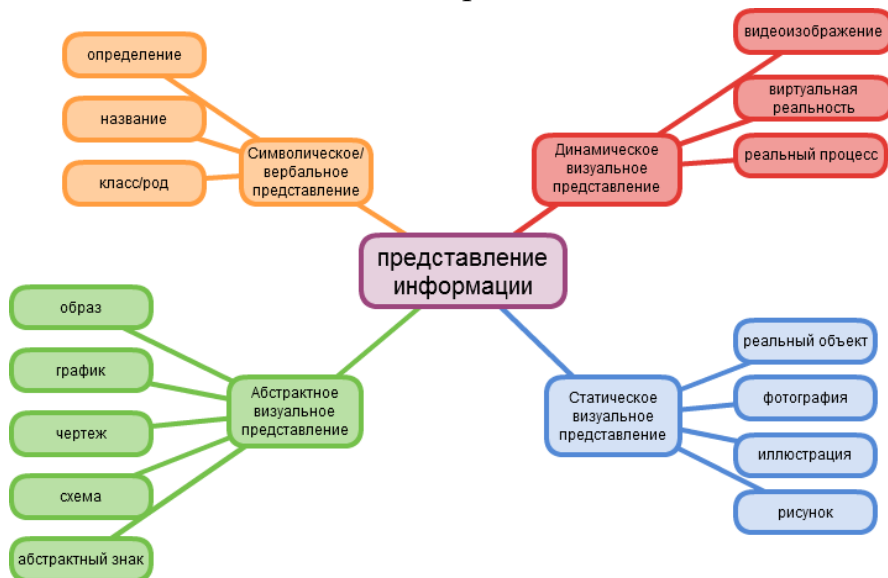 определение
название
класс/род
Символическое/
вербальное
представление
видеоизображение
виртуальная
реальность
реальный процесс
Динамическое
визуальное
представление
представление
информации
образ
график
чертеж
схема
абстрактный знак
Абстрактное
визуальное
представление
Статическое
визуальное
представление
реальный объект
фотография
иллюстрация
рисунок